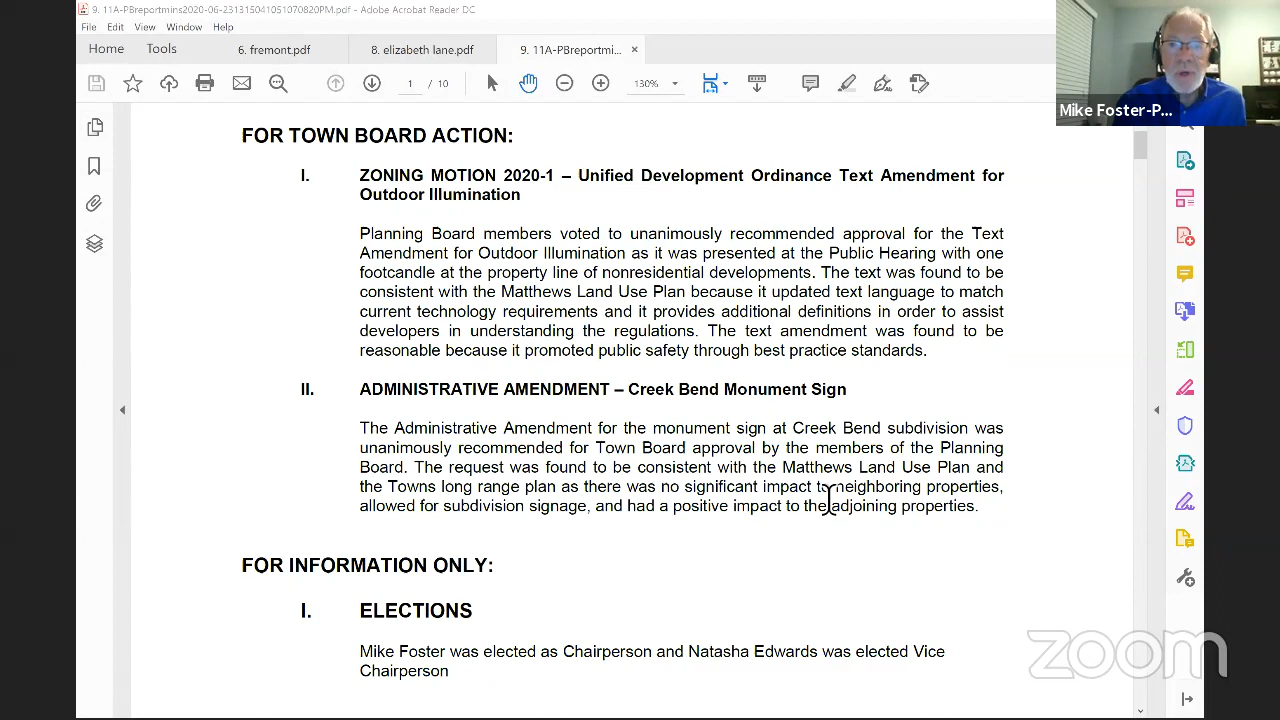 9. 11A-PBreportmins2020-06-231315041051070820PM.pdf - Adobe Acrobat Reader DC
File Edit View Window Help
Home Tools 6. fremont.pdf 8. elizabeth lane.pdf 9. 11A-PBreportmi... ×
1 / 10 130%
Mike Foster-P...
FOR TOWN BOARD ACTION:
I. ZONING MOTION 2020-1 – Unified Development Ordinance Text Amendment for
Outdoor Illumination
Planning Board members voted to unanimously recommended approval for the Text
Amendment for Outdoor Illumination as it was presented at the Public Hearing with one
footcandle at the property line of nonresidential developments. The text was found to be
consistent with the Matthews Land Use Plan because it updated text language to match
current technology requirements and it provides additional definitions in order to assist
developers in understanding the regulations. The text amendment was found to be
reasonable because it promoted public safety through best practice standards.
II. ADMINISTRATIVE AMENDMENT – Creek Bend Monument Sign
The Administrative Amendment for the monument sign at Creek Bend subdivision was
unanimously recommended for Town Board approval by the members of the Planning
Board. The request was found to be consistent with the Matthews Land Use Plan and
the Towns long range plan as there was no significant impact to neighboring properties,
allowed for subdivision signage, and had a positive impact to the adjoining properties.
FOR INFORMATION ONLY:
I. ELECTIONS
Mike Foster was elected as Chairperson and Natasha Edwards was elected Vice
Chairperson
zoom